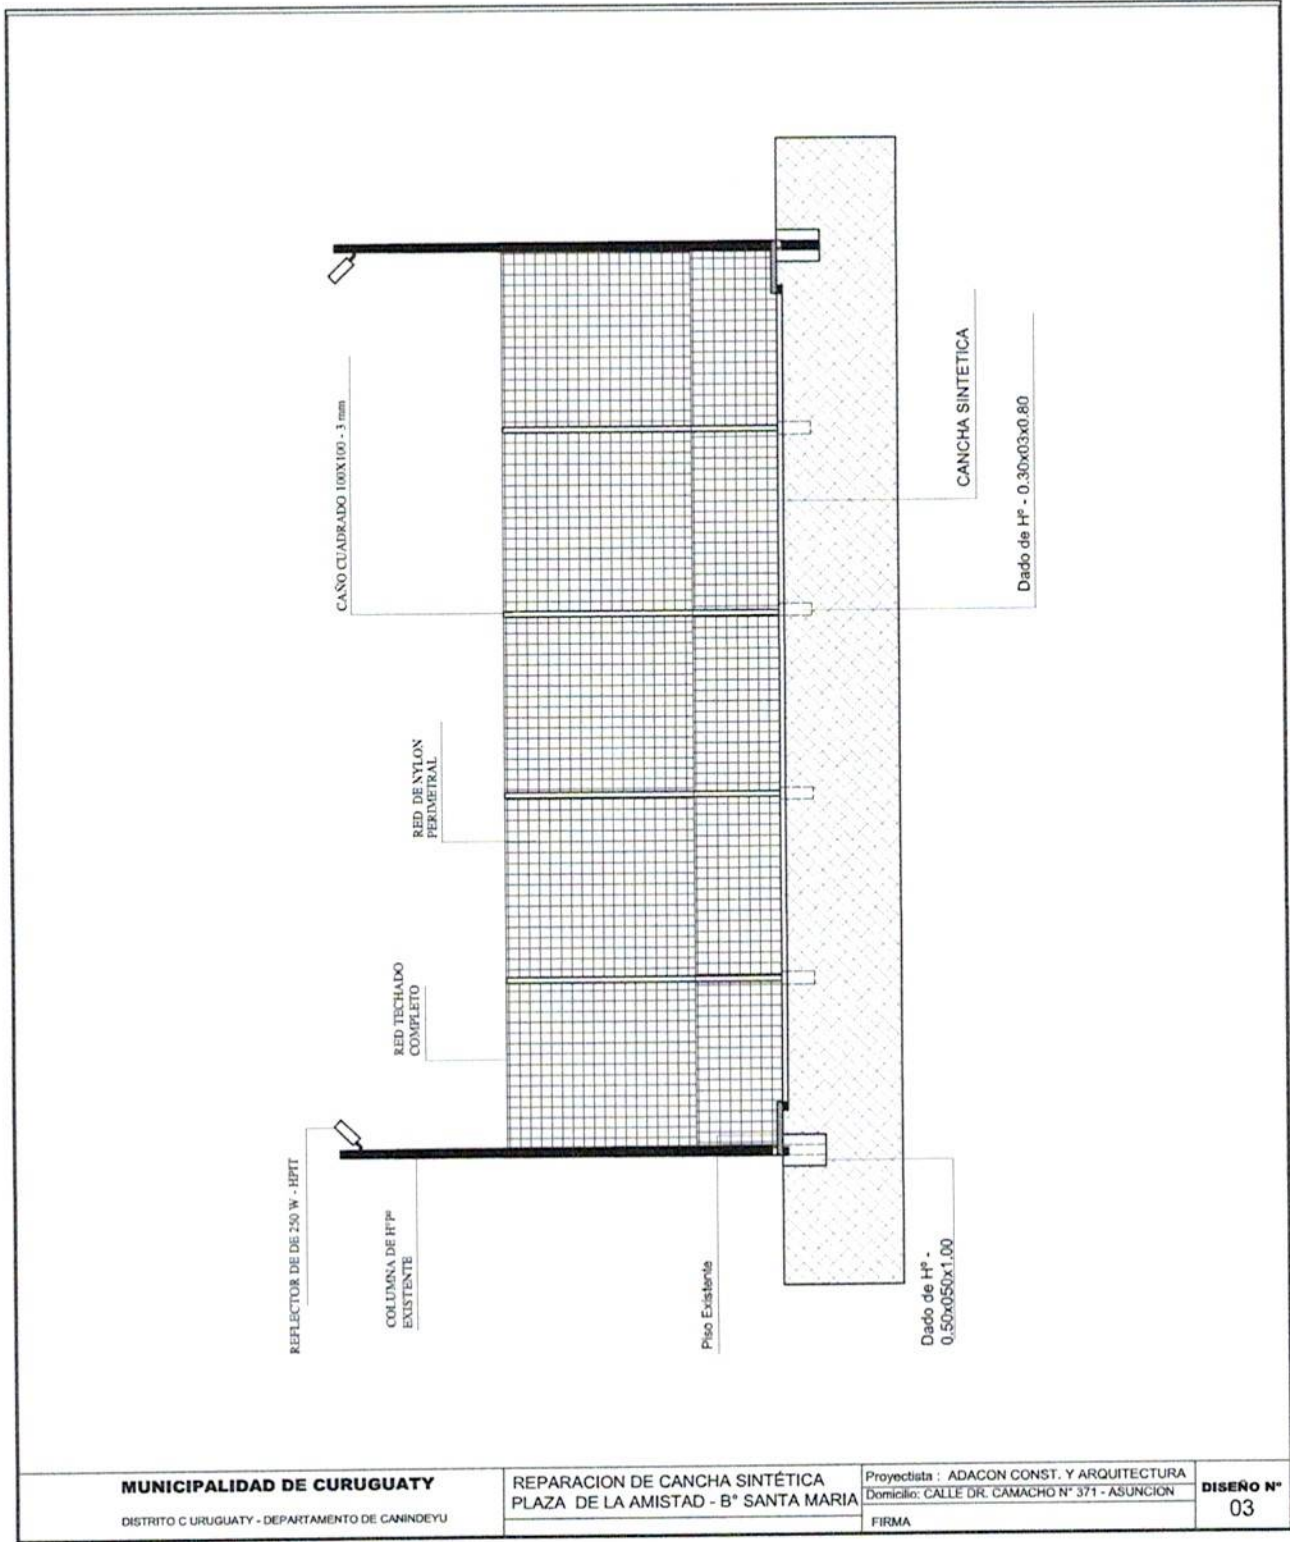 REFLECTOR DE DE 250 W - HPIT
COLUMNA DE HºPº
EXISTENTE
RED TECHADO
COMPLETO
RED DE NYLON
PERIMETRAL
CAÑO CUADRADO 100X100 - 3 mm
Piso Existente
Dado de Hº -
0.50x050x1.00
CANCHA SINTETICA
Dado de Hº - 0.30x03x0.80
MUNICIPALIDAD DE CURUGUATY
DISTRITO C URUGUATY - DEPARTAMENTO DE CANINDEYU
REPARACION DE CANCHA SINTÉTICA
PLAZA DE LA AMISTAD - B° SANTA MARIA
Proyectista : ADACON CONST. Y ARQUITECTURA
Domicilio: CALLE DR. CAMACHO N° 371 - ASUNCION
FIRMA
DISEÑO N°
03